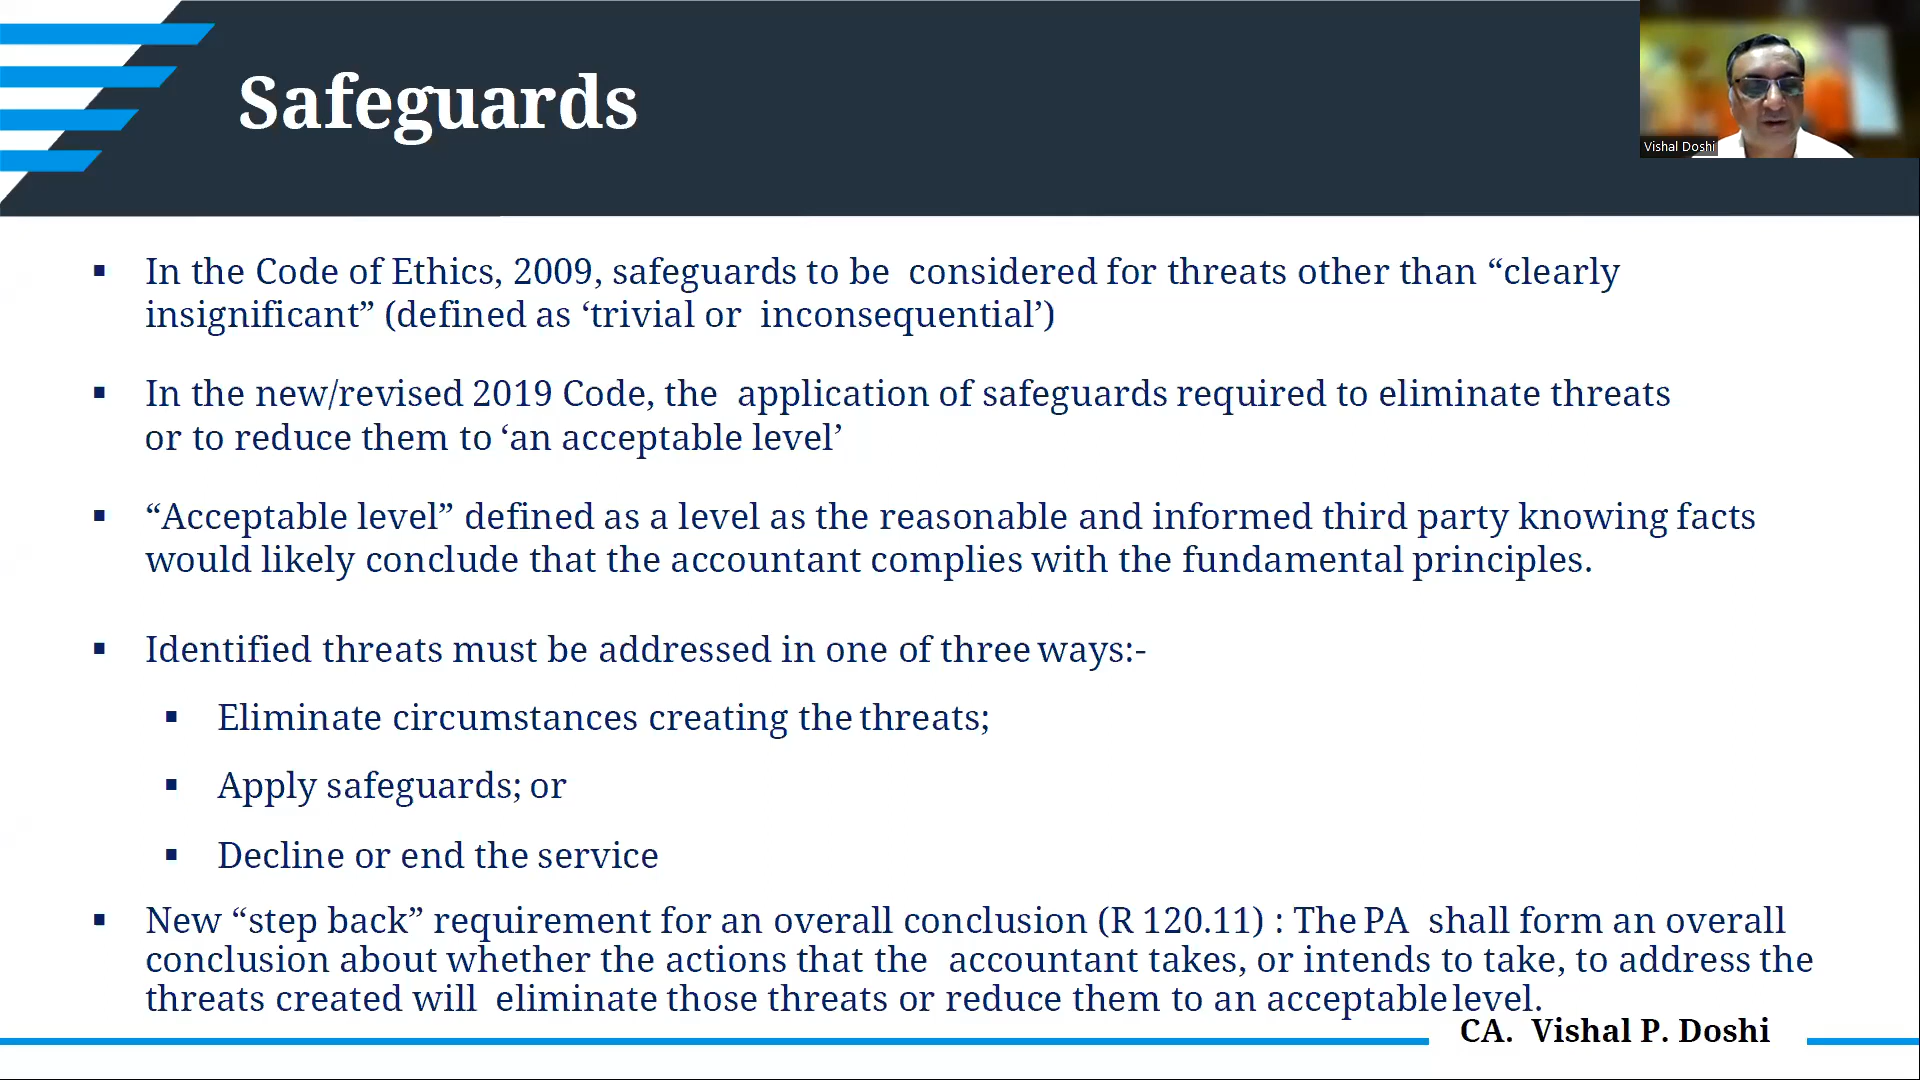 Safeguards
Vishal Doshi
▪ In the Code of Ethics, 2009, safeguards to be considered for threats other than “clearly
insignificant” (defined as ‘trivial or inconsequential’)
▪ In the new/revised 2019 Code, the application of safeguards required to eliminate threats
or to reduce them to ‘an acceptable level’
▪ “Acceptable level” defined as a level as the reasonable and informed third party knowing facts
would likely conclude that the accountant complies with the fundamental principles.
▪ Identified threats must be addressed in one of three ways:-
▪ Eliminate circumstances creating the threats;
▪ Apply safeguards; or
▪ Decline or end the service
▪ New “step back” requirement for an overall conclusion (R 120.11) : The PA shall form an overall
conclusion about whether the actions that the accountant takes, or intends to take, to address the
threats created will eliminate those threats or reduce them to an acceptable level.
CA. Vishal P. Doshi